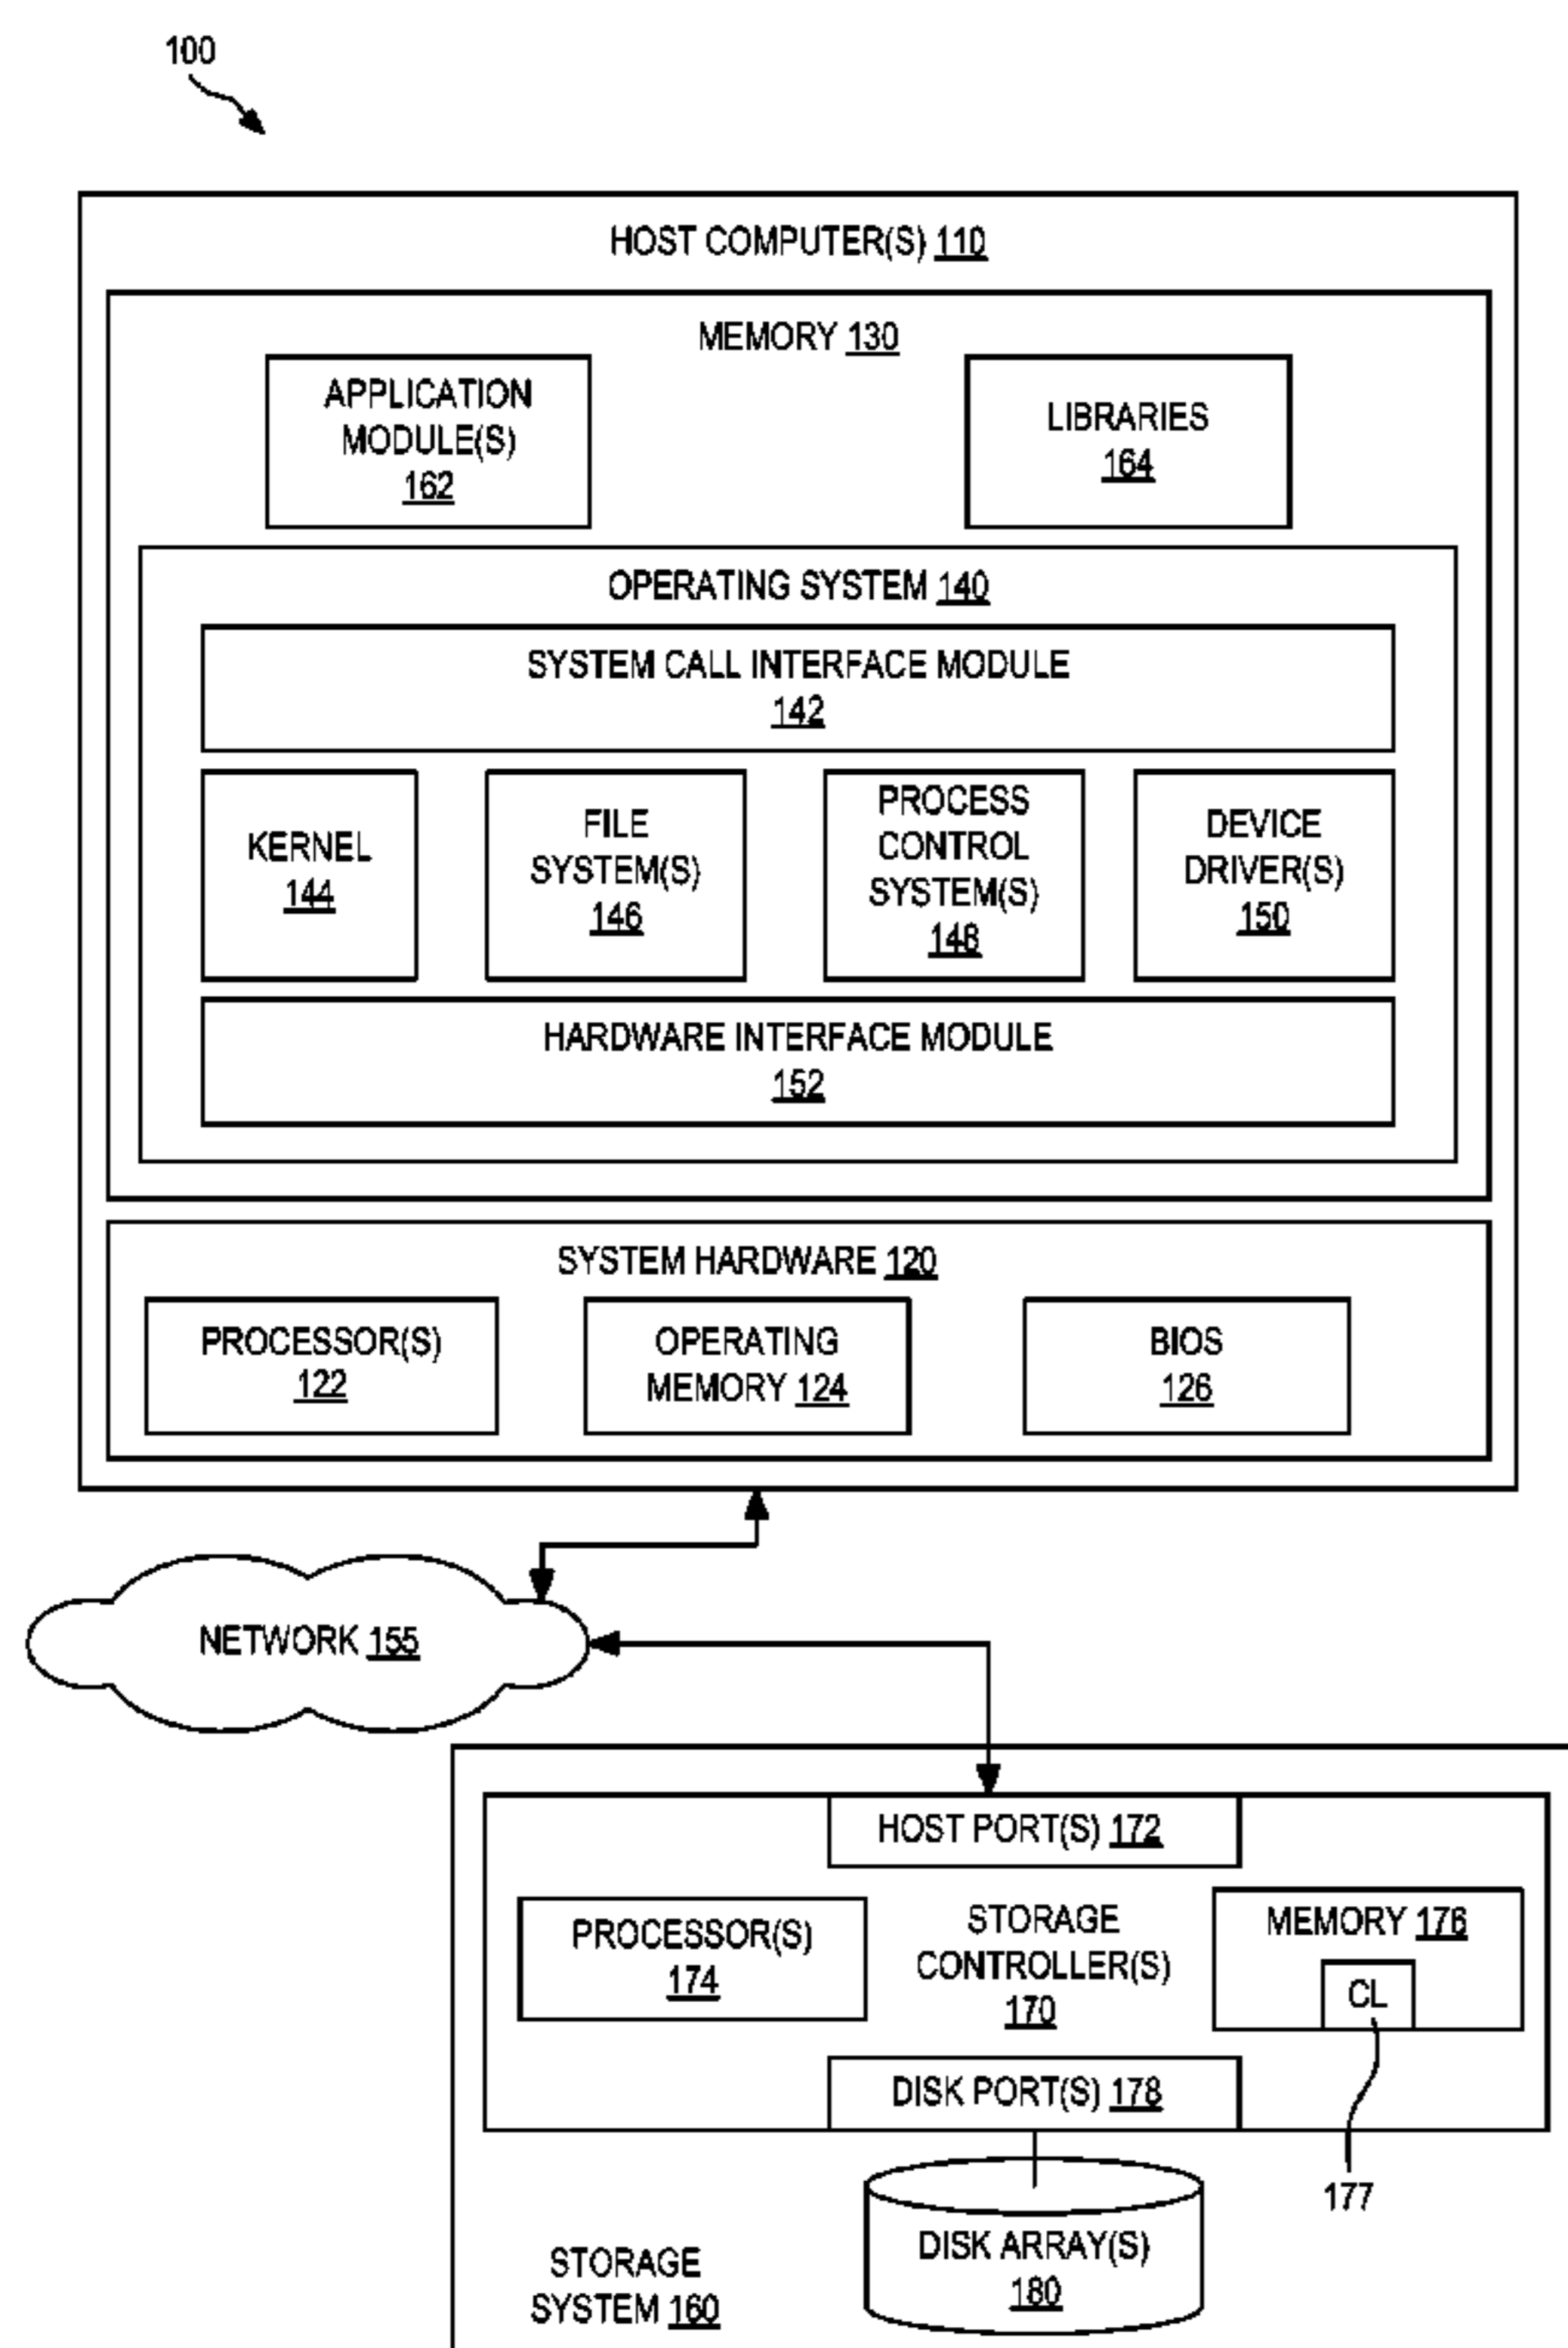 100
HOST COMPUTER(S) 110
MEMORY 130
APPLICATION
MODULE(S)
162
LIBRARIES
164
OPERATING SYSTEM 140
SYSTEM CALL INTERFACE MODULE
142
KERNEL
144
FILE
SYSTEM(S)
146
PROCESS
CONTROL
SYSTEM(S)
148
DEVICE
DRIVER(S)
150
HARDWARE INTERFACE MODULE
152
SYSTEM HARDWARE 120
PROCESSOR(S)
122
OPERATING
MEMORY 124
BIOS
126
NETWORK 155
HOST PORT(S) 172
PROCESSOR(S)
174
STORAGE
CONTROLLER(S)
170
MEMORY 176
CL
DISK PORT(S) 178
177
DISK ARRAY(S)
180
STORAGE
SYSTEM 160